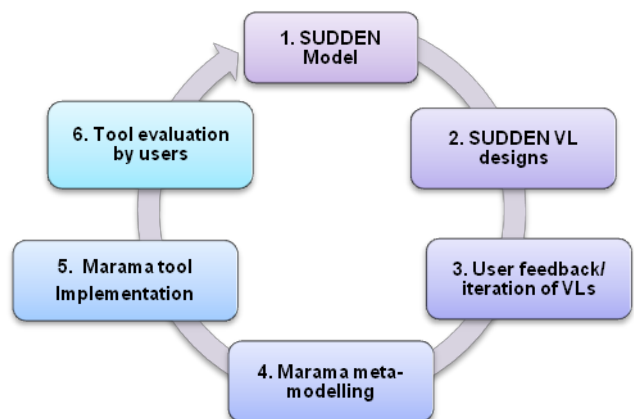 1. SUDDEN
Model
2. SUDDEN VL
designs
3. User feedback/
iteration of VLs
4. Marama meta-
modelling
5. Marama tool
Implementation
6. Tool evaluation
by users